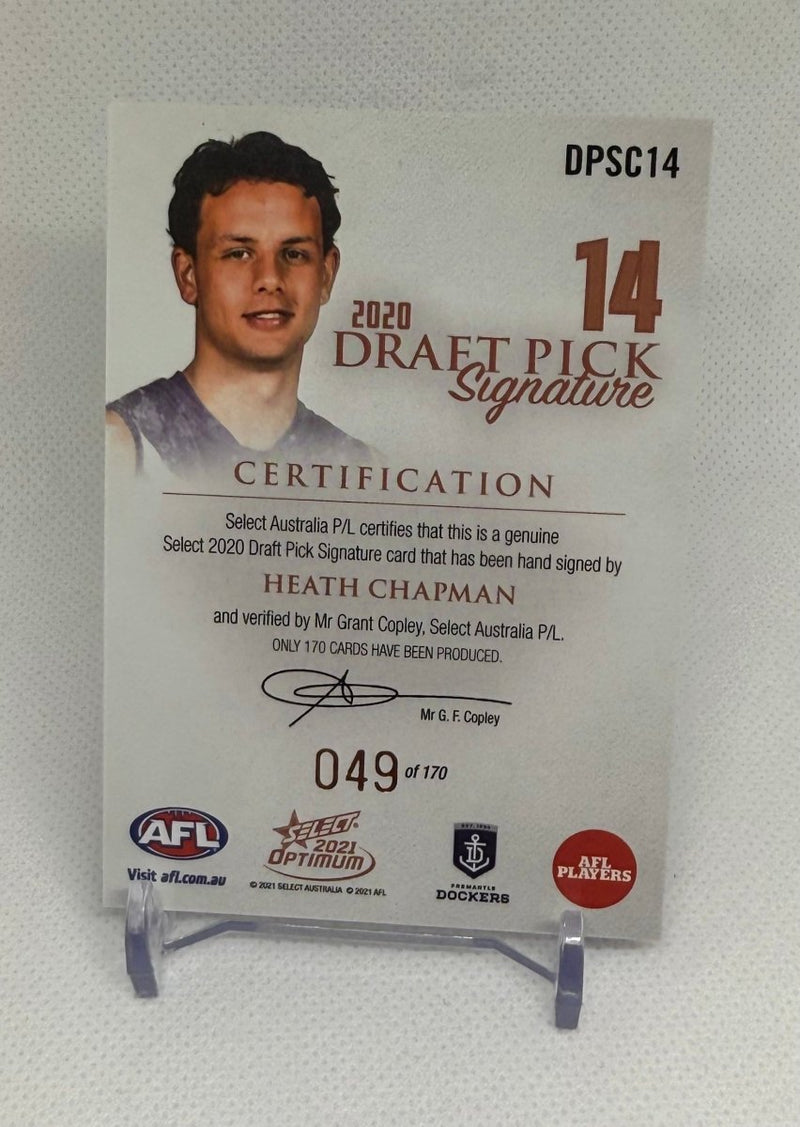 DPSC14
14
2020
DRAFT PICK
Signature
CERTIFICATION
Select Australia P/L certifies that this is a genuine
Select 2020 Draft Pick Signature card that has been hand signed by
HEATH CHAPMAN
and verified by Mr Grant Copley, Select Australia P/L.
ONLY 170 CARDS HAVE BEEN PRODUCED.
Mr G. F. Copley
049 of 170
AFL
Visit afl.com.au
SELECT
2021
OPTIMUM
© 2021 SELECT AUSTRALIA © 2021 AFL
FREMANTLE
DOCKERS
AFL
PLAYERS